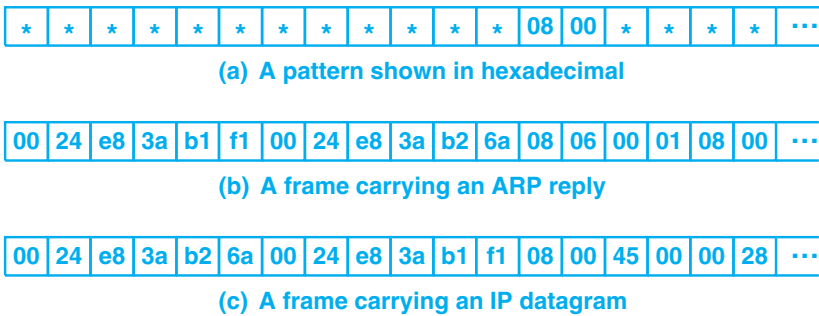 * * * * * * * * * * * * 08 00 * * * * ...
(a) A pattern shown in hexadecimal
00 24 e8 3a b1 f1 00 24 e8 3a b2 6a 08 06 00 01 08 00 ...
(b) A frame carrying an ARP reply
00 24 e8 3a b2 6a 00 24 e8 3a b1 f1 08 00 45 00 00 28 ...
(c) A frame carrying an IP datagram